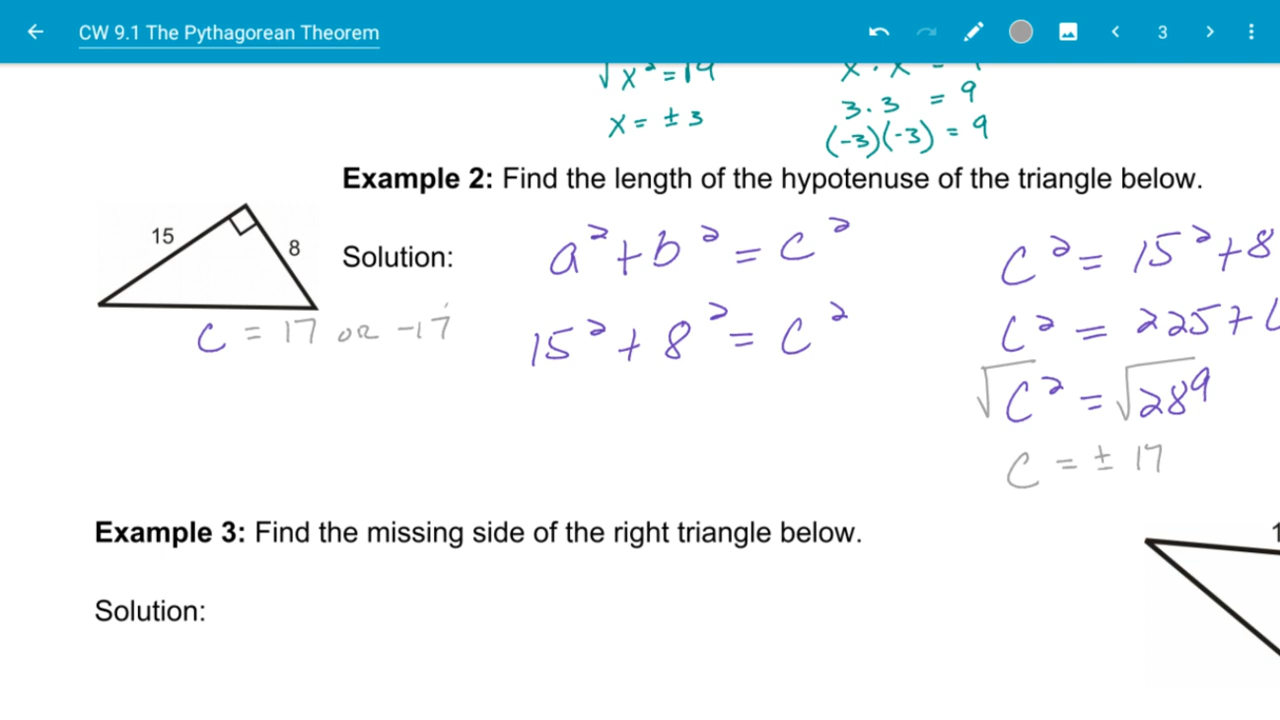 CW 9.1 The Pythagorean Theorem
3
x = ± 3
3 · 3 = 9
(-3)(-3) = 9
Example 2: Find the length of the hypotenuse of the triangle below.
15
8
Solution:
a² + b² = c²
15² + 8² = c²
c = 17 or -17
c² = 15² + 8
c² = 225 +
√c² = √289
c = ± 17
Example 3: Find the missing side of the right triangle below.
Solution: